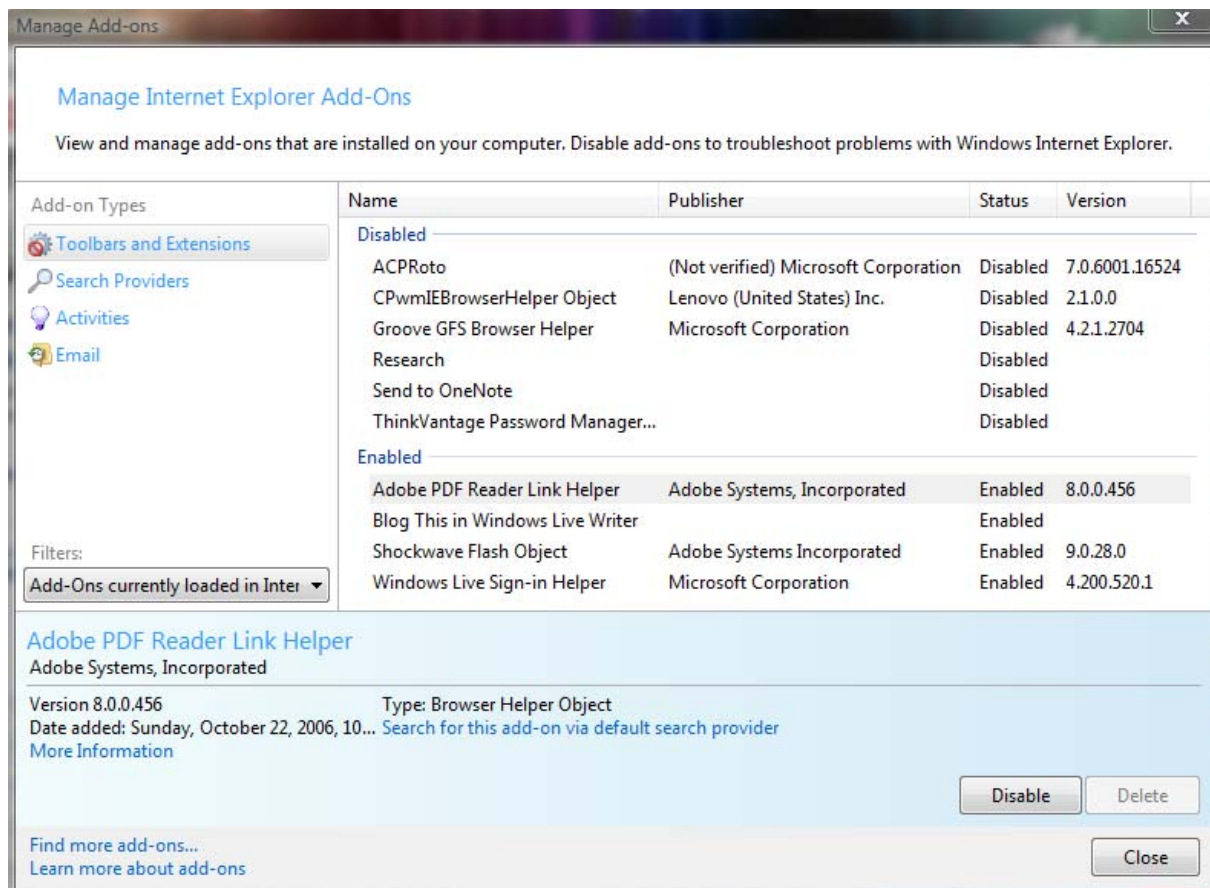 Manage Add-ons
X
Manage Internet Explorer Add-Ons
View and manage add-ons that are installed on your computer. Disable add-ons to troubleshoot problems with Windows Internet Explorer.
Add-on Types
Toolbars and Extensions
Search Providers
Activities
Email
Filters:
Add-Ons currently loaded in Inter
Name Publisher Status Version
Disabled
ACPRoto (Not verified) Microsoft Corporation Disabled 7.0.6001.16524
CPwmIEBrowserHelper Object Lenovo (United States) Inc. Disabled 2.1.0.0
Groove GFS Browser Helper Microsoft Corporation Disabled 4.2.1.2704
Research Disabled
Send to OneNote Disabled
ThinkVantage Password Manager... Disabled
Enabled
Adobe PDF Reader Link Helper Adobe Systems, Incorporated Enabled 8.0.0.456
Blog This in Windows Live Writer Enabled
Shockwave Flash Object Adobe Systems Incorporated Enabled 9.0.28.0
Windows Live Sign-in Helper Microsoft Corporation Enabled 4.200.520.1
Adobe PDF Reader Link Helper
Adobe Systems, Incorporated
Version 8.0.0.456 Type: Browser Helper Object
Date added: Sunday, October 22, 2006, 10... Search for this add-on via default search provider
More Information
Disable Delete
Find more add-ons...
Learn more about add-ons
Close